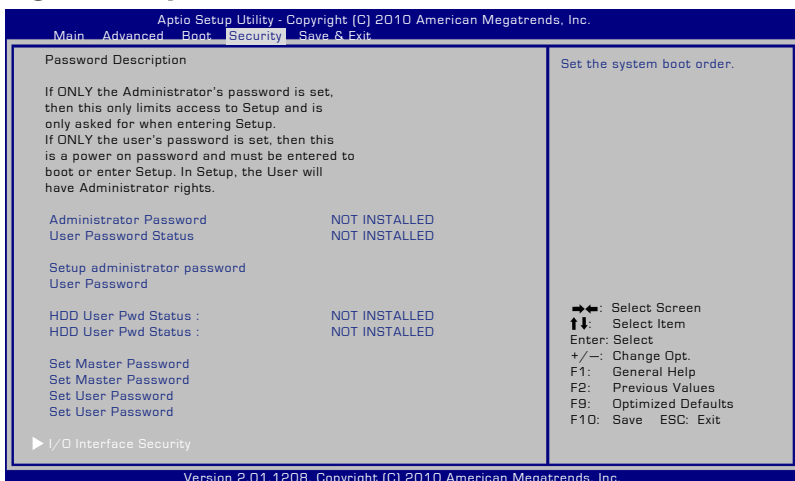 Aptio Setup Utility - Copyright (C) 2010 American Megatrends, Inc.
Main Advanced Boot Security Save & Exit
Password Description
If ONLY the Administrator's password is set,
then this only limits access to Setup and is
only asked for when entering Setup.
If ONLY the user's password is set, then this
is a power on password and must be entered to
boot or enter Setup. In Setup, the User will
have Administrator rights.
Administrator Password NOT INSTALLED
User Password Status NOT INSTALLED
Setup administrator password
User Password
HDD User Pwd Status : NOT INSTALLED
HDD User Pwd Status : NOT INSTALLED
Set Master Password
Set Master Password
Set User Password
Set User Password
▶ I/O Interface Security
Set the system boot order.
→←: Select Screen
↑↓: Select Item
Enter: Select
+/—: Change Opt.
F1: General Help
F2: Previous Values
F9: Optimized Defaults
F10: Save ESC: Exit
Version 2.01.1208. Copyright (C) 2010 American Megatrends, Inc.